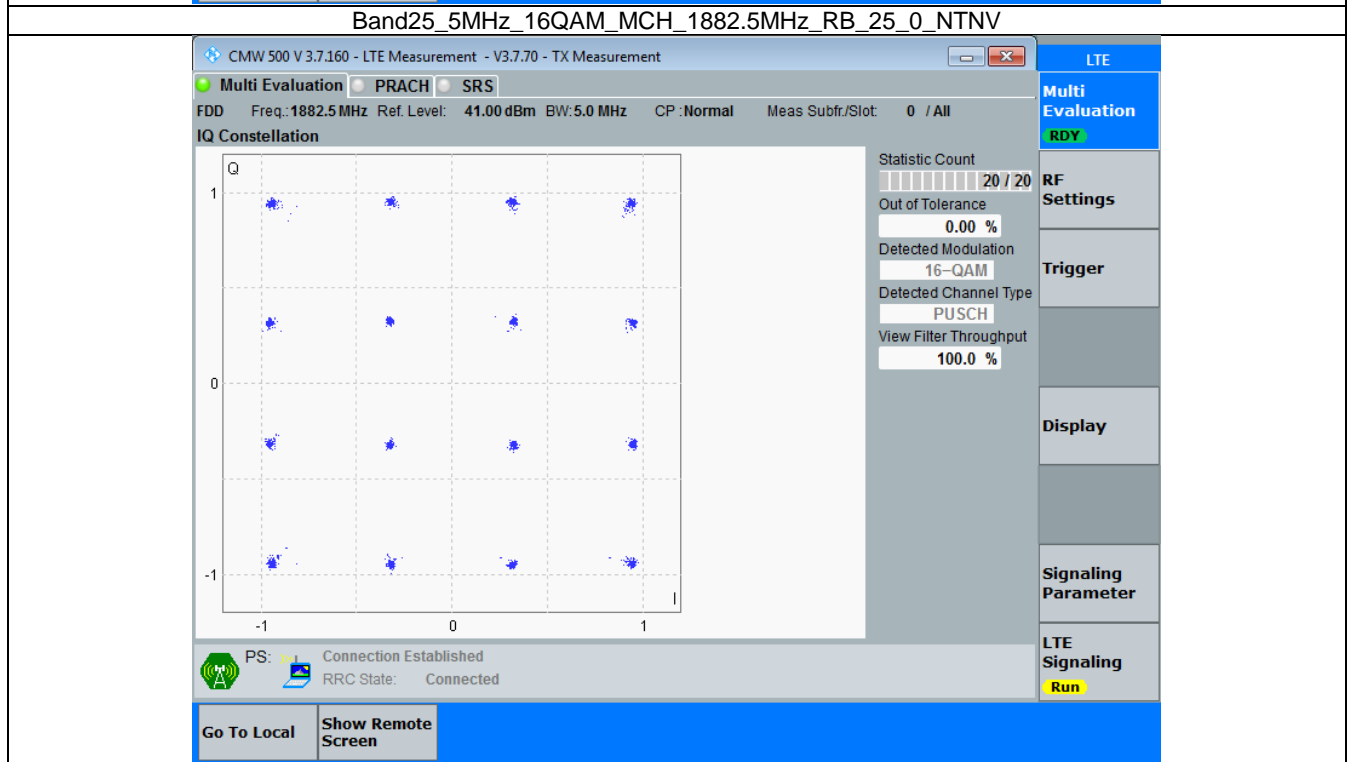 Band25_5MHz_16QAM_MCH_1882.5MHz_RB_25_0_NTNV
CMW 500 V 3.7.160 - LTE Measurement - V3.7.70 - TX Measurement
LTE
Multi Evaluation PRACH SRS
Multi Evaluation
RDY
FDD Freq.: 1882.5 MHz Ref. Level: 41.00 dBm BW: 5.0 MHz CP : Normal Meas Subfr./Slot: 0 / All
IQ Constellation
Q
1
0
-1
I
-1 0 1
Statistic Count
20 / 20
Out of Tolerance
0.00 %
Detected Modulation
16-QAM
Detected Channel Type
PUSCH
View Filter Throughput
100.0 %
RF
Settings
Trigger
Display
Signaling
Parameter
LTE
Signaling
Run
PS: Connection Established
RRC State: Connected
Go To Local
Show Remote
Screen